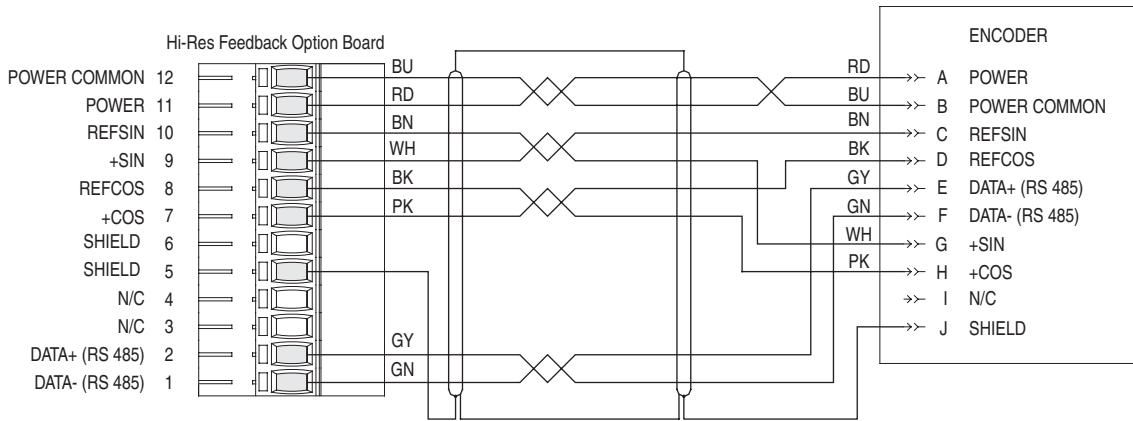 Hi-Res Feedback Option Board
ENCODER
POWER COMMON 12 BU RD A POWER
POWER 11 RD BU B POWER COMMON
REFSIN 10 BN BN C REFSIN
+SIN 9 WH BK D REFCOS
REFCOS 8 BK GY E DATA+ (RS 485)
+COS 7 PK GN F DATA- (RS 485)
SHIELD 6 WH G +SIN
SHIELD 5 PK H +COS
N/C 4 I N/C
N/C 3 J SHIELD
DATA+ (RS 485) 2 GY
DATA- (RS 485) 1 GN